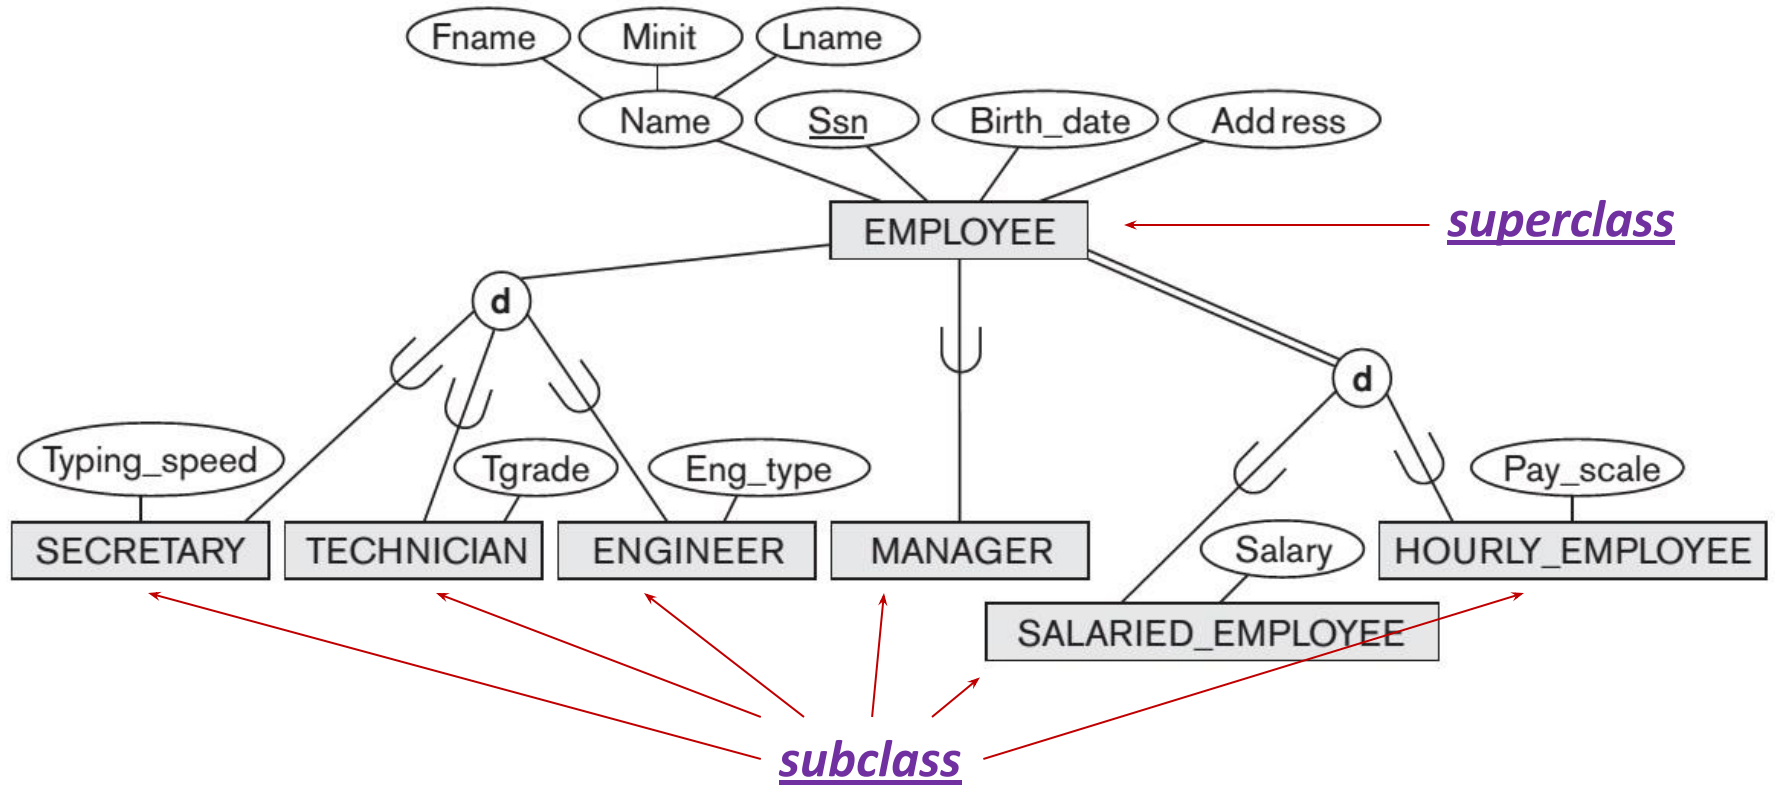 Fname Minit Lname
Name Ssn Birth_date Address
EMPLOYEE superclass
d
d
Typing_speed Tgrade Eng_type Pay_scale
SECRETARY TECHNICIAN ENGINEER MANAGER Salary HOURLY_EMPLOYEE
SALARIED_EMPLOYEE
subclass